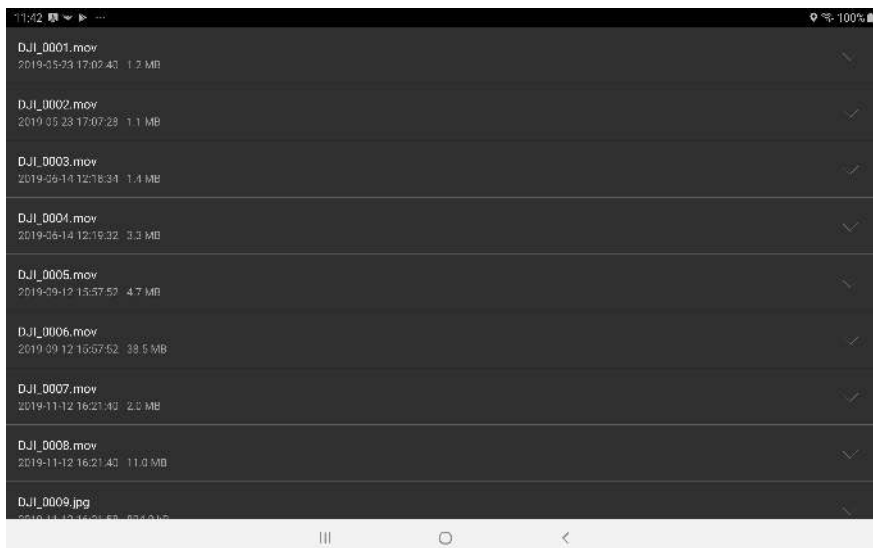 11:42
100%
DJI_0001.mov
2019-05-23 17:02:40 1.2 MB
DJI_0002.mov
2019-05-23 17:07:28 1.1 MB
DJI_0003.mov
2019-06-14 12:18:34 1.4 MB
DJI_0004.mov
2019-06-14 12:19:32 3.3 MB
DJI_0005.mov
2019-09-12 15:57:52 4.7 MB
DJI_0006.mov
2019-09-12 15:57:52 38.5 MB
DJI_0007.mov
2019-11-12 16:21:40 2.0 MB
DJI_0008.mov
2019-11-12 16:21:40 11.0 MB
DJI_0009.jpg